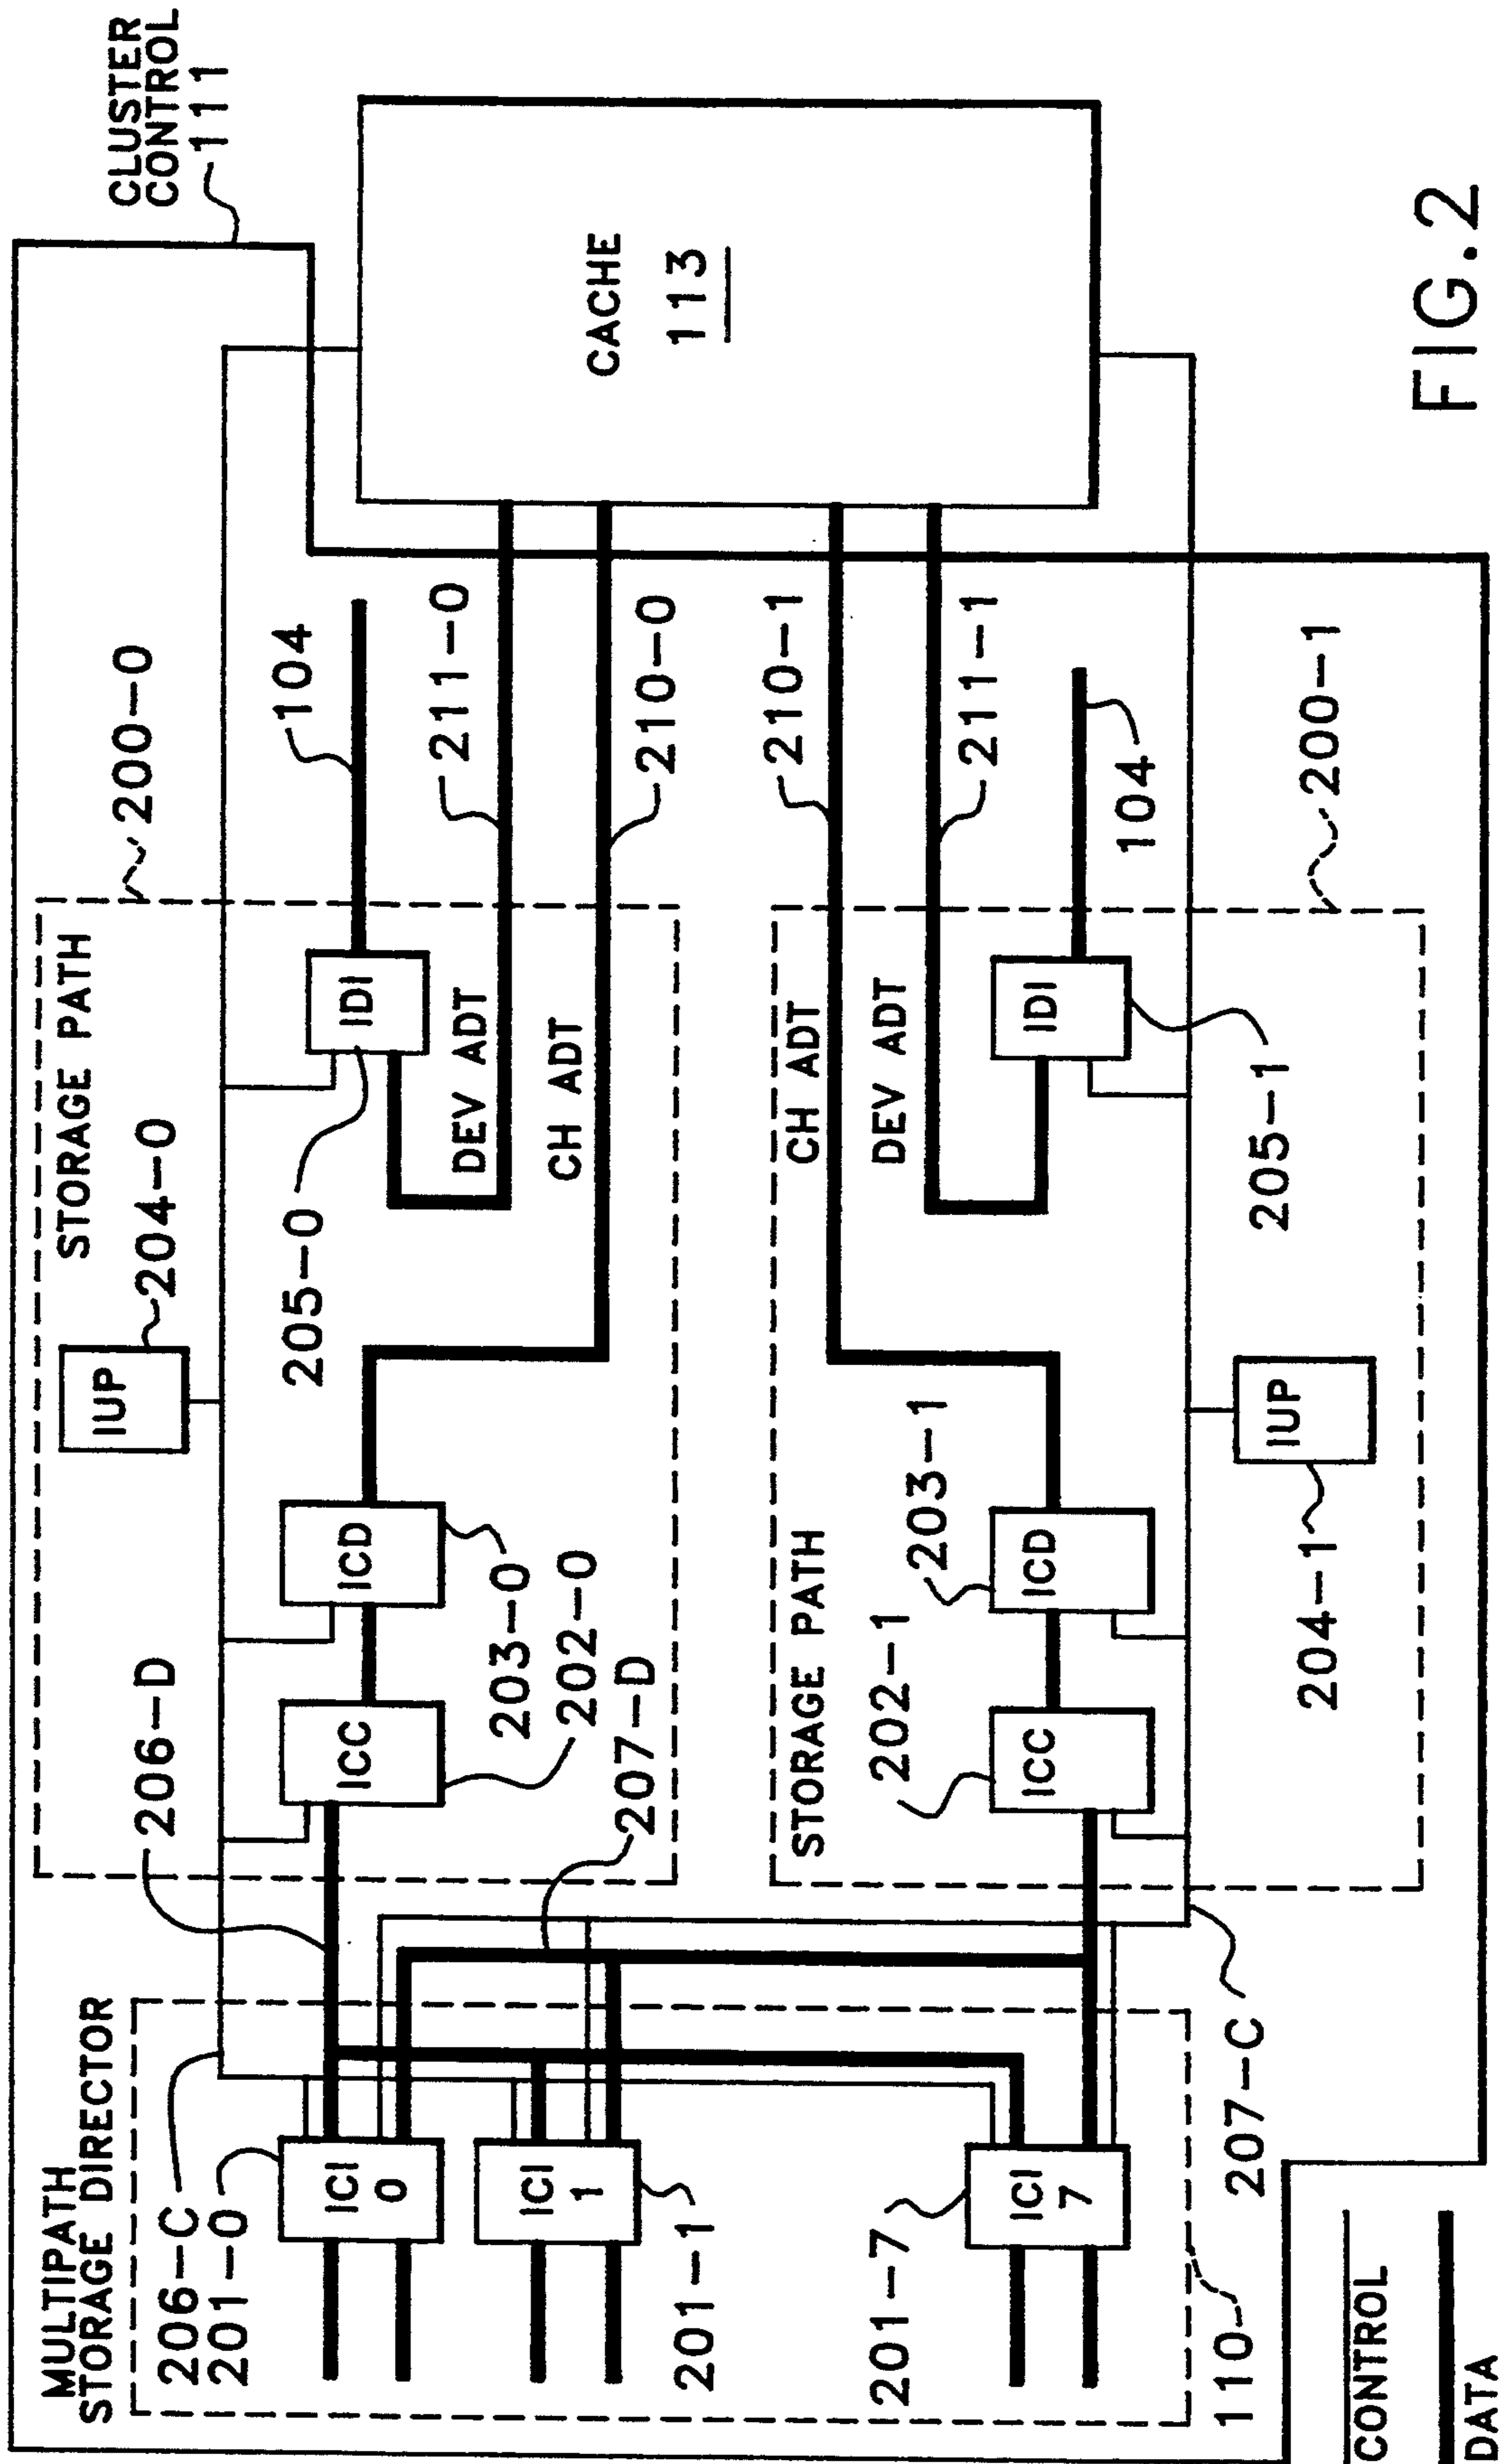 CLUSTER
CONTROL
111
CACHE
113
FIG.2
200-0
104
211-0
210-0
210-1
211-1
104
200-1
STORAGE PATH
IDI
DEV ADT
CH ADT
CH ADT
DEV ADT
IDI
204-0
205-0
205-1
IUP
IUP
204-1
ICD
203-0
203-1
ICD
STORAGE PATH
206-D
ICC
202-0
207-D
202-1
ICC
MULTIPATH
STORAGE DIRECTOR
206-C
201-0
ICI
0
ICI
1
201-1
ICI
7
201-7
207-C
110
CONTROL
DATA